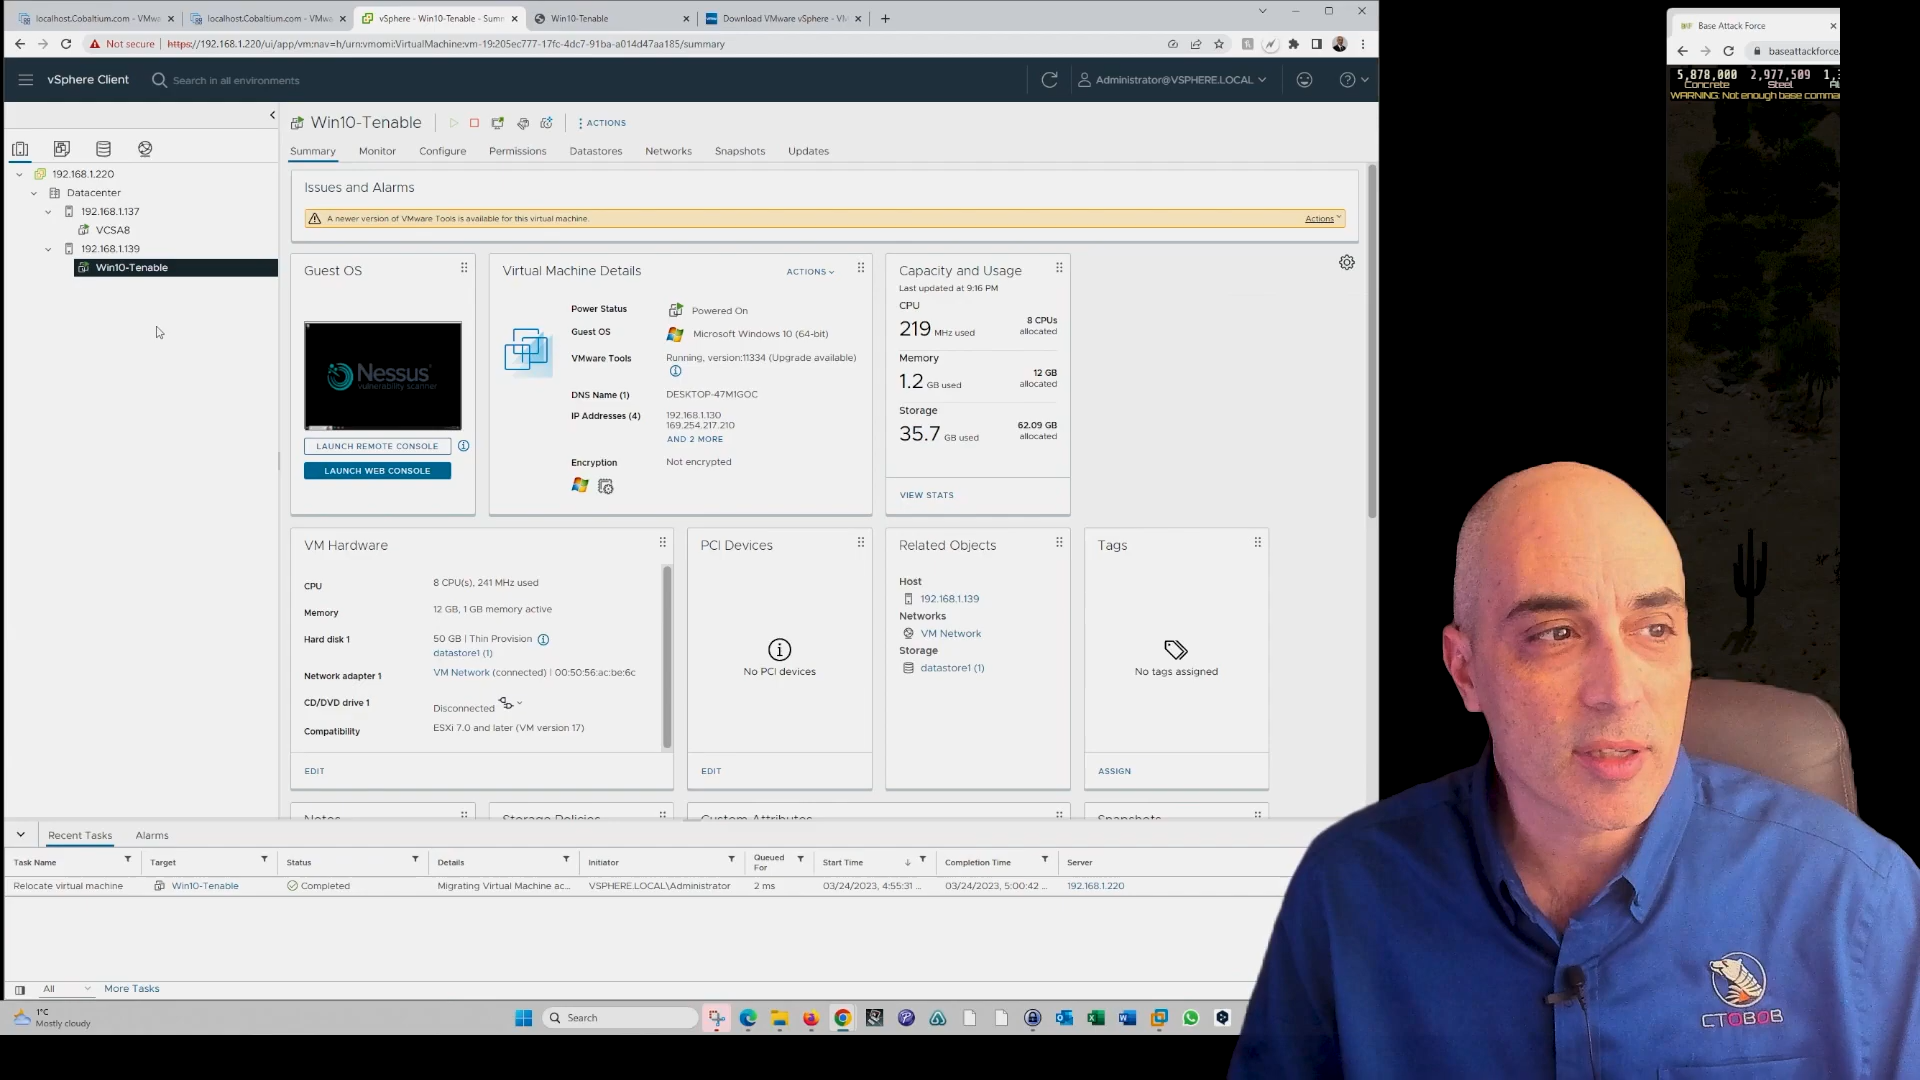 localhost.Cobaltium.com - VMwa
localhost.Cobaltium.com - VMwa
vSphere - Win10-Tenable - Summ
Win10-Tenable
Download VMware vSphere - VM
Not secure
https://192.168.1.220/ui/app/vm;nav=h/urn:vmomi:VirtualMachine:vm-19:205ec777-17fc-4dc7-91ba-a014d47aa185/summary
vSphere Client
Search in all environments
Administrator@VSPHERE.LOCAL
Base Attack Force
baseattackforce.
5,878,000 2,977,509
Concrete Steel
WARNING: Not enough base comma
192.168.1.220
Datacenter
192.168.1.137
VCSA8
192.168.1.139
Win10-Tenable
Win10-Tenable
ACTIONS
Summary Monitor Configure Permissions Datastores Networks Snapshots Updates
Issues and Alarms
A newer version of VMware Tools is available for this virtual machine.
Actions
Guest OS
Nessus
vulnerability scanner
LAUNCH REMOTE CONSOLE
LAUNCH WEB CONSOLE
Virtual Machine Details
ACTIONS
Power Status Powered On
Guest OS Microsoft Windows 10 (64-bit)
VMware Tools Running, version:11334 (Upgrade available)
DNS Name (1) DESKTOP-47M1GOC
IP Addresses (4) 192.168.1.130
169.254.217.210
AND 2 MORE
Encryption Not encrypted
Capacity and Usage
Last updated at 9:16 PM
CPU
219 MHz used
8 CPUs allocated
Memory
1.2 GB used
12 GB allocated
Storage
35.7 GB used
62.09 GB allocated
VIEW STATS
VM Hardware
CPU 8 CPU(s), 241 MHz used
Memory 12 GB, 1 GB memory active
Hard disk 1 50 GB | Thin Provision
datastore1 (1)
Network adapter 1 VM Network (connected) | 00:50:56:ac:be:6c
CD/DVD drive 1 Disconnected
Compatibility ESXi 7.0 and later (VM version 17)
EDIT
PCI Devices
No PCI devices
EDIT
Related Objects
Host
192.168.1.139
Networks
VM Network
Storage
datastore1 (1)
Tags
No tags assigned
ASSIGN
Notes
Storage Policies
Custom Attributes
Snapshots
Recent Tasks Alarms
Task Name Target Status Details Initiator Queued For Start Time Completion Time Server
Relocate virtual machine Win10-Tenable Completed Migrating Virtual Machine ac... VSPHERE.LOCAL\Administrator 2 ms 03/24/2023, 4:55:31 ... 03/24/2023, 5:00:42 ... 192.168.1.220
All More Tasks
1°C
Mostly cloudy
Search
CTOBOB